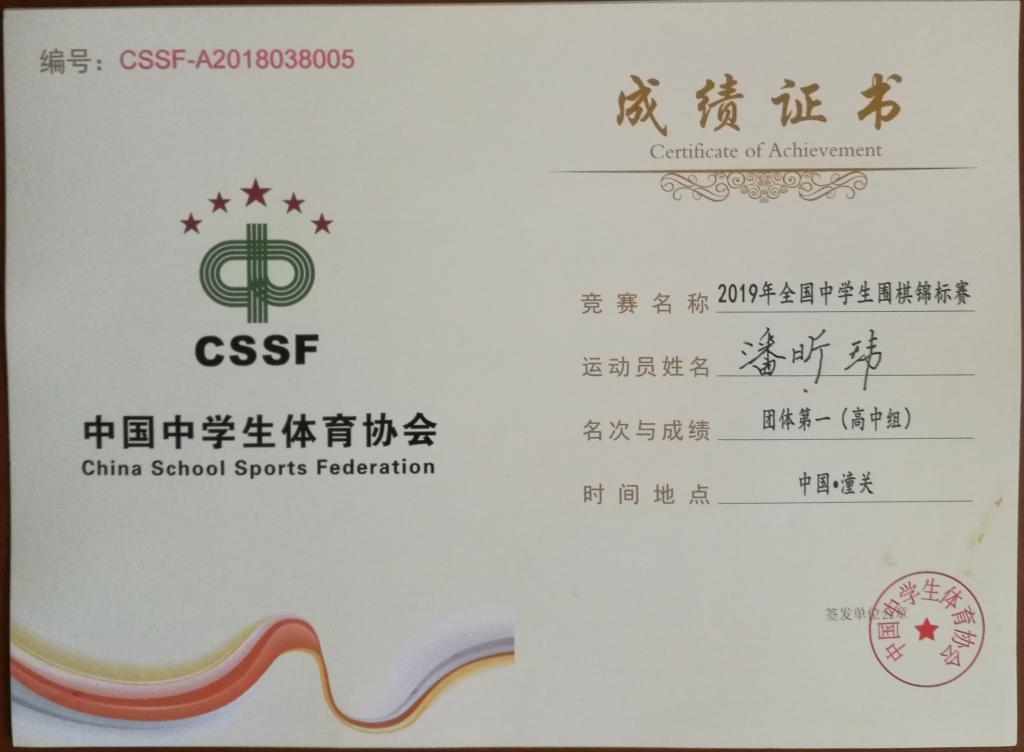 编号：CSSF-A2018038005
CSSF
中国中学生体育协会
China School Sports Federation
成绩证书
Certificate of Achievement
竞赛名称 2019年全国中学生围棋锦标赛
运动员姓名 潘昕玮
名次与成绩 团体第一（高中组）
时间地点 中国•潼关
签发单位公章
中国中学生体育协会